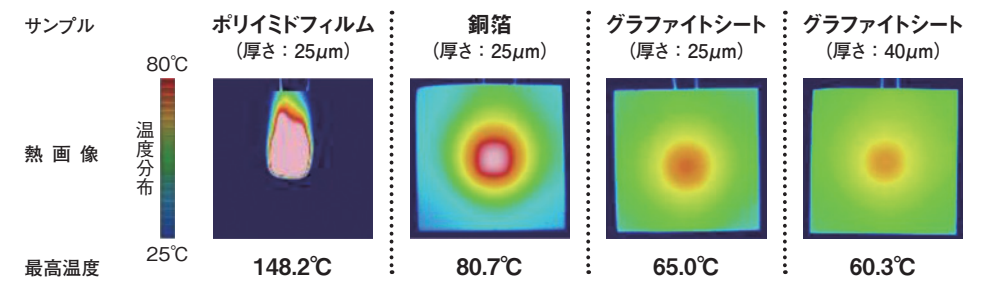 サンプル
ポリイミドフィルム
(厚さ：25μm)
銅箔
(厚さ：25μm)
グラファイトシート
(厚さ：25μm)
グラファイトシート
(厚さ：40μm)
熱画像
80℃
温度分布
25℃
最高温度
148.2℃
80.7℃
65.0℃
60.3℃